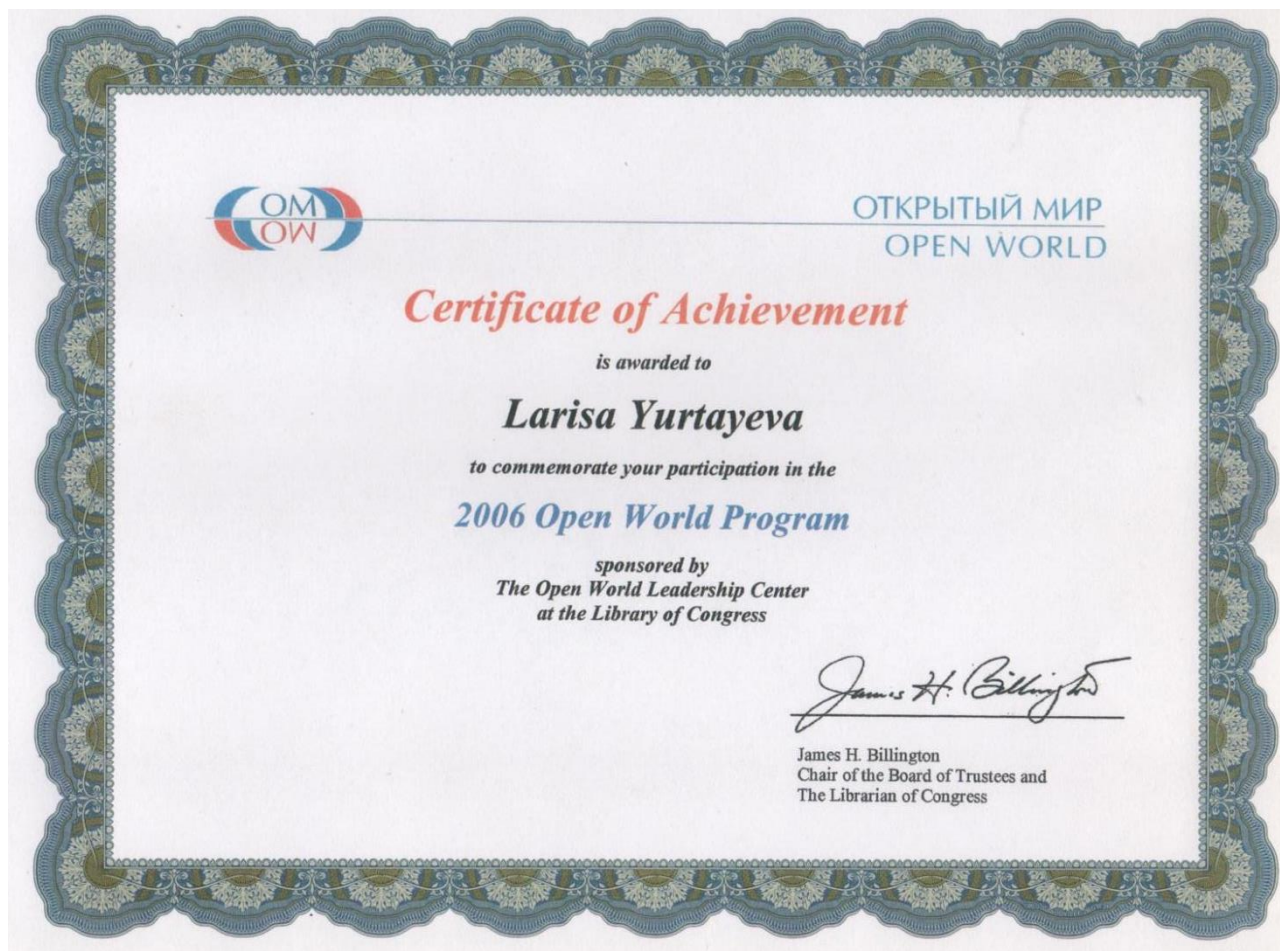 OM
OW
ОТКРЫТЫЙ МИР
OPEN WORLD
Certificate of Achievement
is awarded to
Larisa Yurtayeva
to commemorate your participation in the
2006 Open World Program
sponsored by
The Open World Leadership Center
at the Library of Congress
James H. Billington
James H. Billington
Chair of the Board of Trustees and
The Librarian of Congress